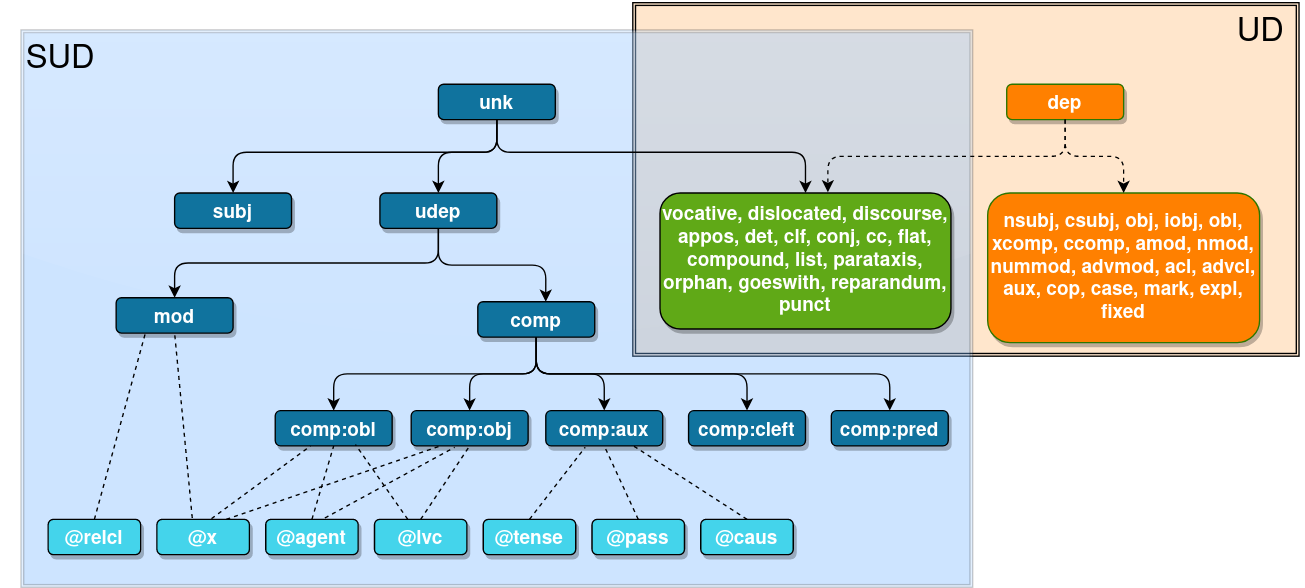 SUD
UD
unk
dep
subj
udep
vocative, dislocated, discourse,
appos, det, clf, conj, cc, flat,
compound, list, parataxis,
orphan, goeswith, reparandum,
punct
nsubj, csubj, obj, iobj, obl,
xcomp, ccomp, amod, nmod,
nummod, advmod, acl, advcl,
aux, cop, case, mark, expl,
fixed
mod
comp
comp:obl
comp:obj
comp:aux
comp:cleft
comp:pred
@relcl
@x
@agent
@lvc
@tense
@pass
@caus